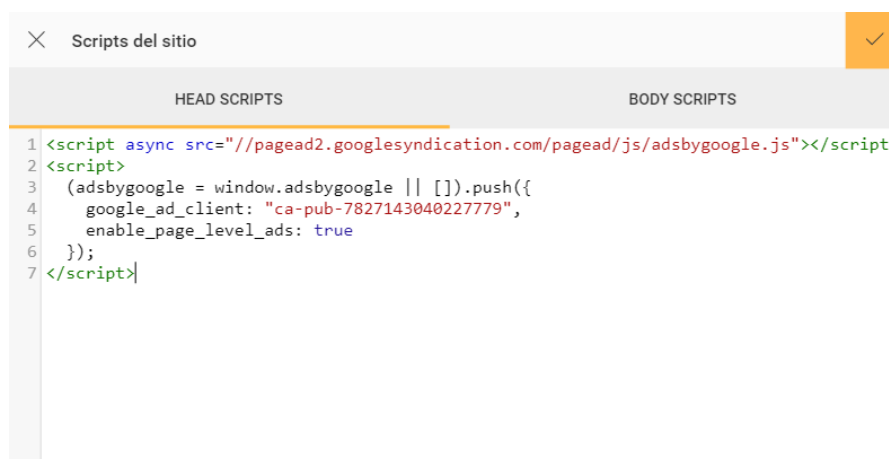 Scripts del sitio
HEAD SCRIPTS
BODY SCRIPTS
1 <script async src="//pagead2.googlesyndication.com/pagead/js/adsbygoogle.js"></script
2 <script>
3   (adsbygoogle = window.adsbygoogle || []).push({
4     google_ad_client: "ca-pub-7827143040227779",
5     enable_page_level_ads: true
6   });
7 </script>